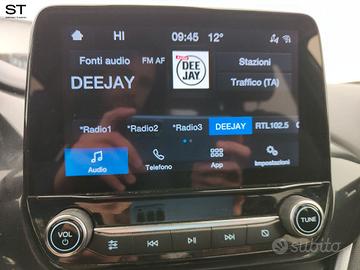 ST
HI 09:45 12°
Fonti audio FM AF RADIO DEE JAY Stazioni
DEEJAY Traffico (TA)
*Radio1 *Radio2 *Radio3 DEEJAY RTL102.5
Audio Telefono App Impostazioni
VOL TUNE
subito